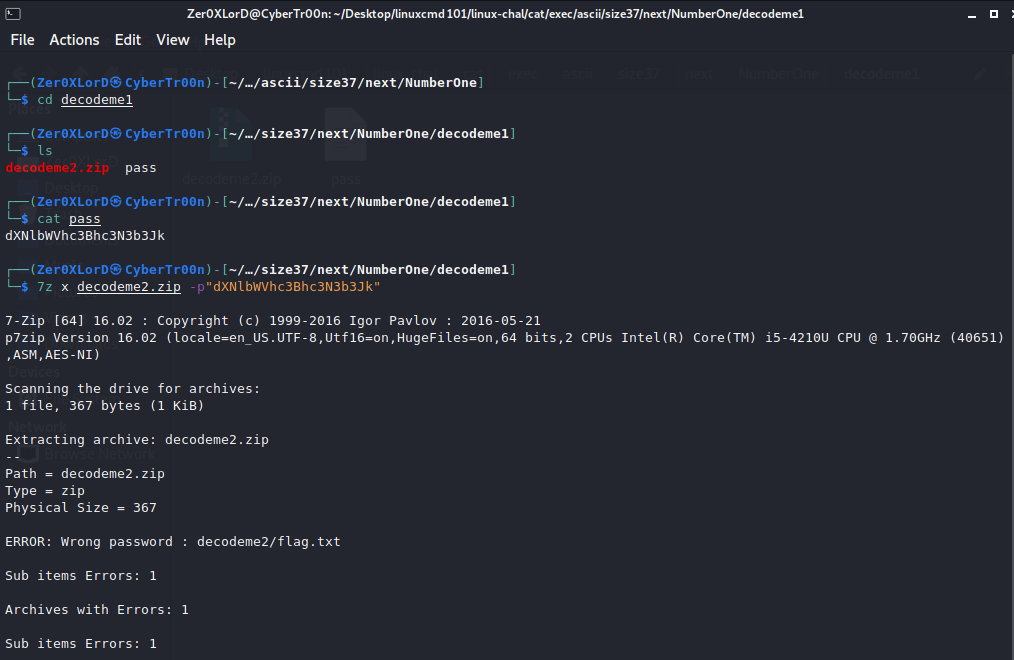 Zer0XLorD@CyberTr00n: ~/Desktop/linuxcmd101/linux-chal/cat/exec/ascii/size37/next/NumberOne/decodeme1
File Actions Edit View Help
┌──(Zer0XLorD㉿CyberTr00n)-[~/…/ascii/size37/next/NumberOne]
└─$ cd decodeme1
┌──(Zer0XLorD㉿CyberTr00n)-[~/…/size37/next/NumberOne/decodeme1]
└─$ ls
decodeme2.zip pass
┌──(Zer0XLorD㉿CyberTr00n)-[~/…/size37/next/NumberOne/decodeme1]
└─$ cat pass
dXNlbWVhc3Bhc3N3b3Jk
┌──(Zer0XLorD㉿CyberTr00n)-[~/…/size37/next/NumberOne/decodeme1]
└─$ 7z x decodeme2.zip -p"dXNlbWVhc3Bhc3N3b3Jk"
7-Zip [64] 16.02 : Copyright (c) 1999-2016 Igor Pavlov : 2016-05-21
p7zip Version 16.02 (locale=en_US.UTF-8,Utf16=on,HugeFiles=on,64 bits,2 CPUs Intel(R) Core(TM) i5-4210U CPU @ 1.70GHz (40651)
,ASM,AES-NI)
Devices
Scanning the drive for archives:
1 file, 367 bytes (1 KiB)
Network
Extracting archive: decodeme2.zip
--
Browse Network
Path = decodeme2.zip
Type = zip
Physical Size = 367
ERROR: Wrong password : decodeme2/flag.txt
Sub items Errors: 1
Archives with Errors: 1
Sub items Errors: 1